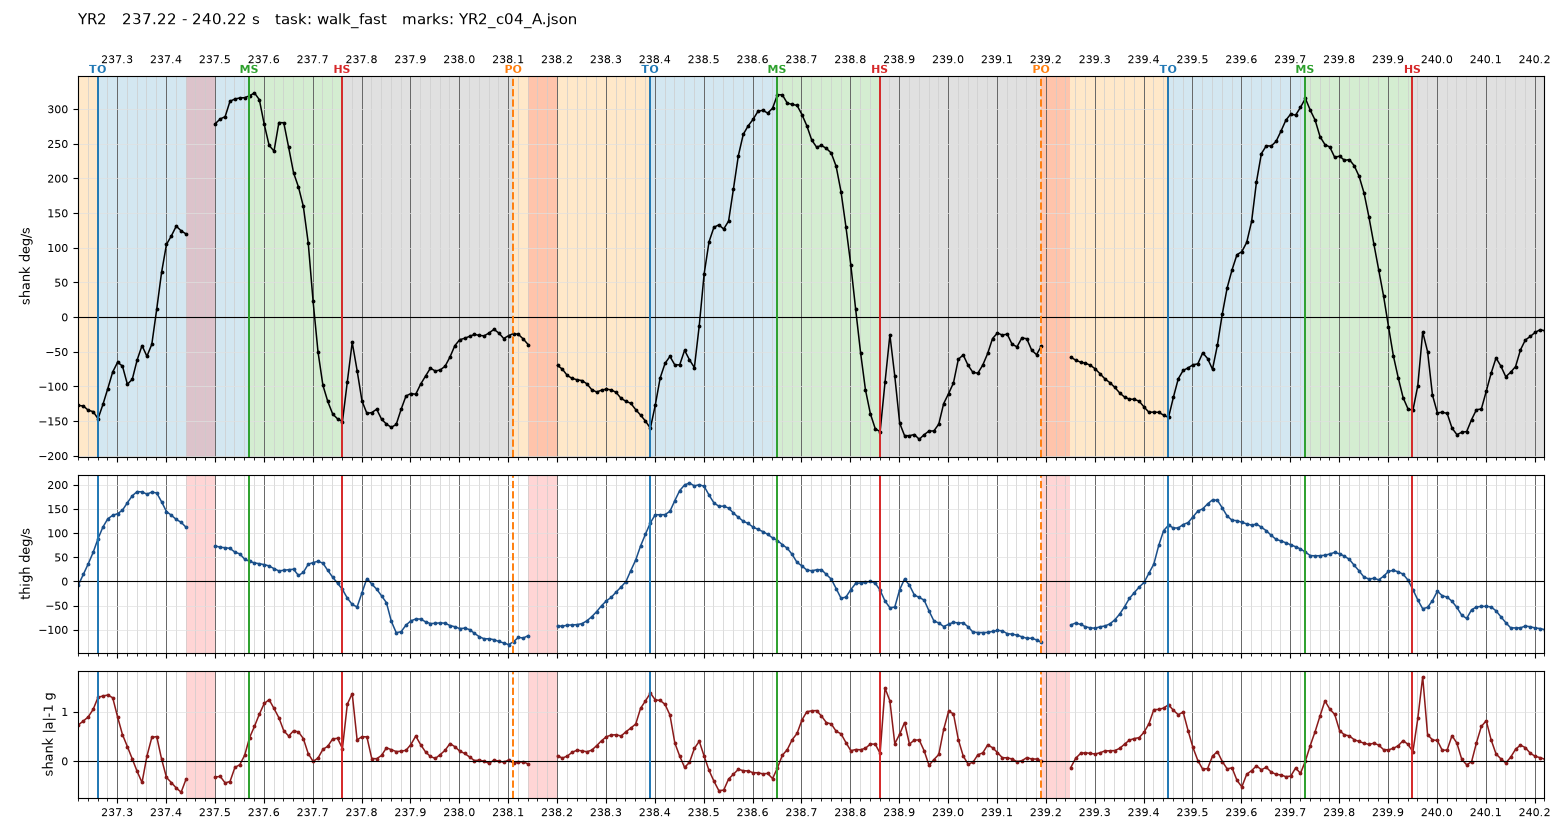 YR2   237.22 - 240.22 s   task: walk_fast   marks: YR2_c04_A.json
237.3 237.4 237.5 237.6 237.7 237.8 237.9 238.0 238.1 238.2 238.3 238.4 238.5 238.6 238.7 238.8 238.9 239.0 239.1 239.2 239.3 239.4 239.5 239.6 239.7 239.8 239.9 240.0 240.1 240.2
TO MS HS PO TO MS HS PO TO MS HS
shank deg/s
300
250
200
150
100
50
0
−50
−100
−150
−200
thigh deg/s
200
150
100
50
0
−50
−100
shank |a|-1 g
1
0
237.3 237.4 237.5 237.6 237.7 237.8 237.9 238.0 238.1 238.2 238.3 238.4 238.5 238.6 238.7 238.8 238.9 239.0 239.1 239.2 239.3 239.4 239.5 239.6 239.7 239.8 239.9 240.0 240.1 240.2